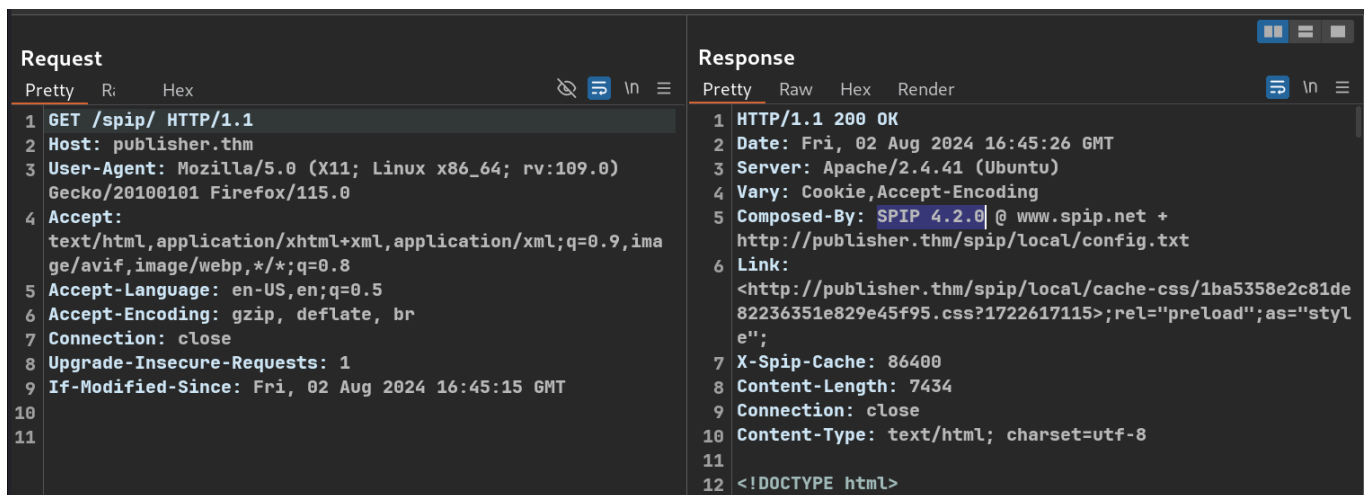 Request
Pretty Ra Hex \n
1 GET /spip/ HTTP/1.1
2 Host: publisher.thm
3 User-Agent: Mozilla/5.0 (X11; Linux x86_64; rv:109.0)
Gecko/20100101 Firefox/115.0
4 Accept:
text/html,application/xhtml+xml,application/xml;q=0.9,ima
ge/avif,image/webp,*/*;q=0.8
5 Accept-Language: en-US,en;q=0.5
6 Accept-Encoding: gzip, deflate, br
7 Connection: close
8 Upgrade-Insecure-Requests: 1
9 If-Modified-Since: Fri, 02 Aug 2024 16:45:15 GMT
10
11
Response
Pretty Raw Hex Render \n
1 HTTP/1.1 200 OK
2 Date: Fri, 02 Aug 2024 16:45:26 GMT
3 Server: Apache/2.4.41 (Ubuntu)
4 Vary: Cookie,Accept-Encoding
5 Composed-By: SPIP 4.2.0 @ www.spip.net +
http://publisher.thm/spip/local/config.txt
6 Link:
<http://publisher.thm/spip/local/cache-css/1ba5358e2c81de
82236351e829e45f95.css?1722617115>;rel="preload";as="styl
e";
7 X-Spip-Cache: 86400
8 Content-Length: 7434
9 Connection: close
10 Content-Type: text/html; charset=utf-8
11
12 <!DOCTYPE html>